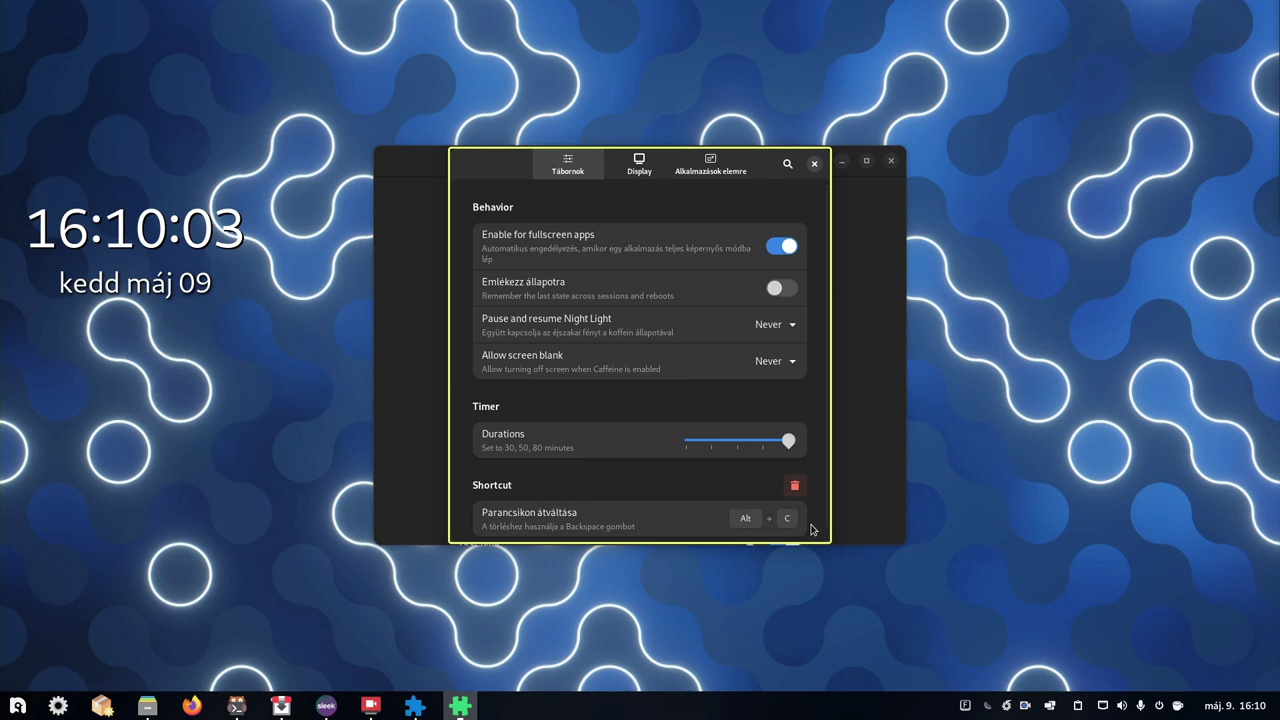 Tábornok
Display
Alkalmazások elemre
Behavior
Enable for fullscreen apps
Automatikus engedélyezés, amikor egy alkalmazás teljes képernyős módba
lép
16:10:03
kedd máj 09
Emlékezz állapotra
Remember the last state across sessions and reboots
Pause and resume Night Light
Never
Együtt kapcsolja az éjszakai fényt a koffein állapotával
Allow screen blank
Never
Allow turning off screen when Caffeine is enabled
Timer
Durations
Set to 30, 50, 80 minutes
Shortcut
Parancsikon átváltása
Alt + C
A törléshez használja a Backspace gombot
sleek
máj. 9. 16:10